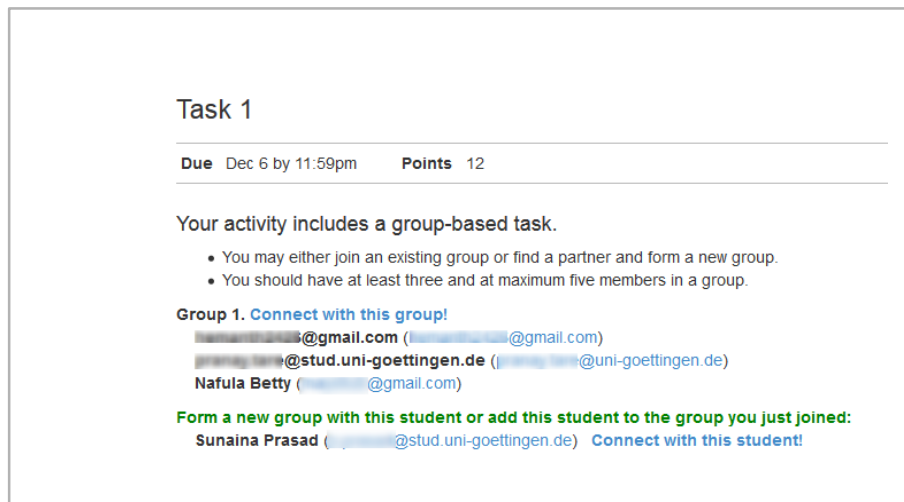 Task 1
Due Dec 6 by 11:59pm Points 12
Your activity includes a group-based task.
• You may either join an existing group or find a partner and form a new group.
• You should have at least three and at maximum five members in a group.
Group 1. Connect with this group!
@gmail.com (@gmail.com)
@stud.uni-goettingen.de (@uni-goettingen.de)
Nafula Betty (@gmail.com)
Form a new group with this student or add this student to the group you just joined:
Sunaina Prasad (@stud.uni-goettingen.de) Connect with this student!